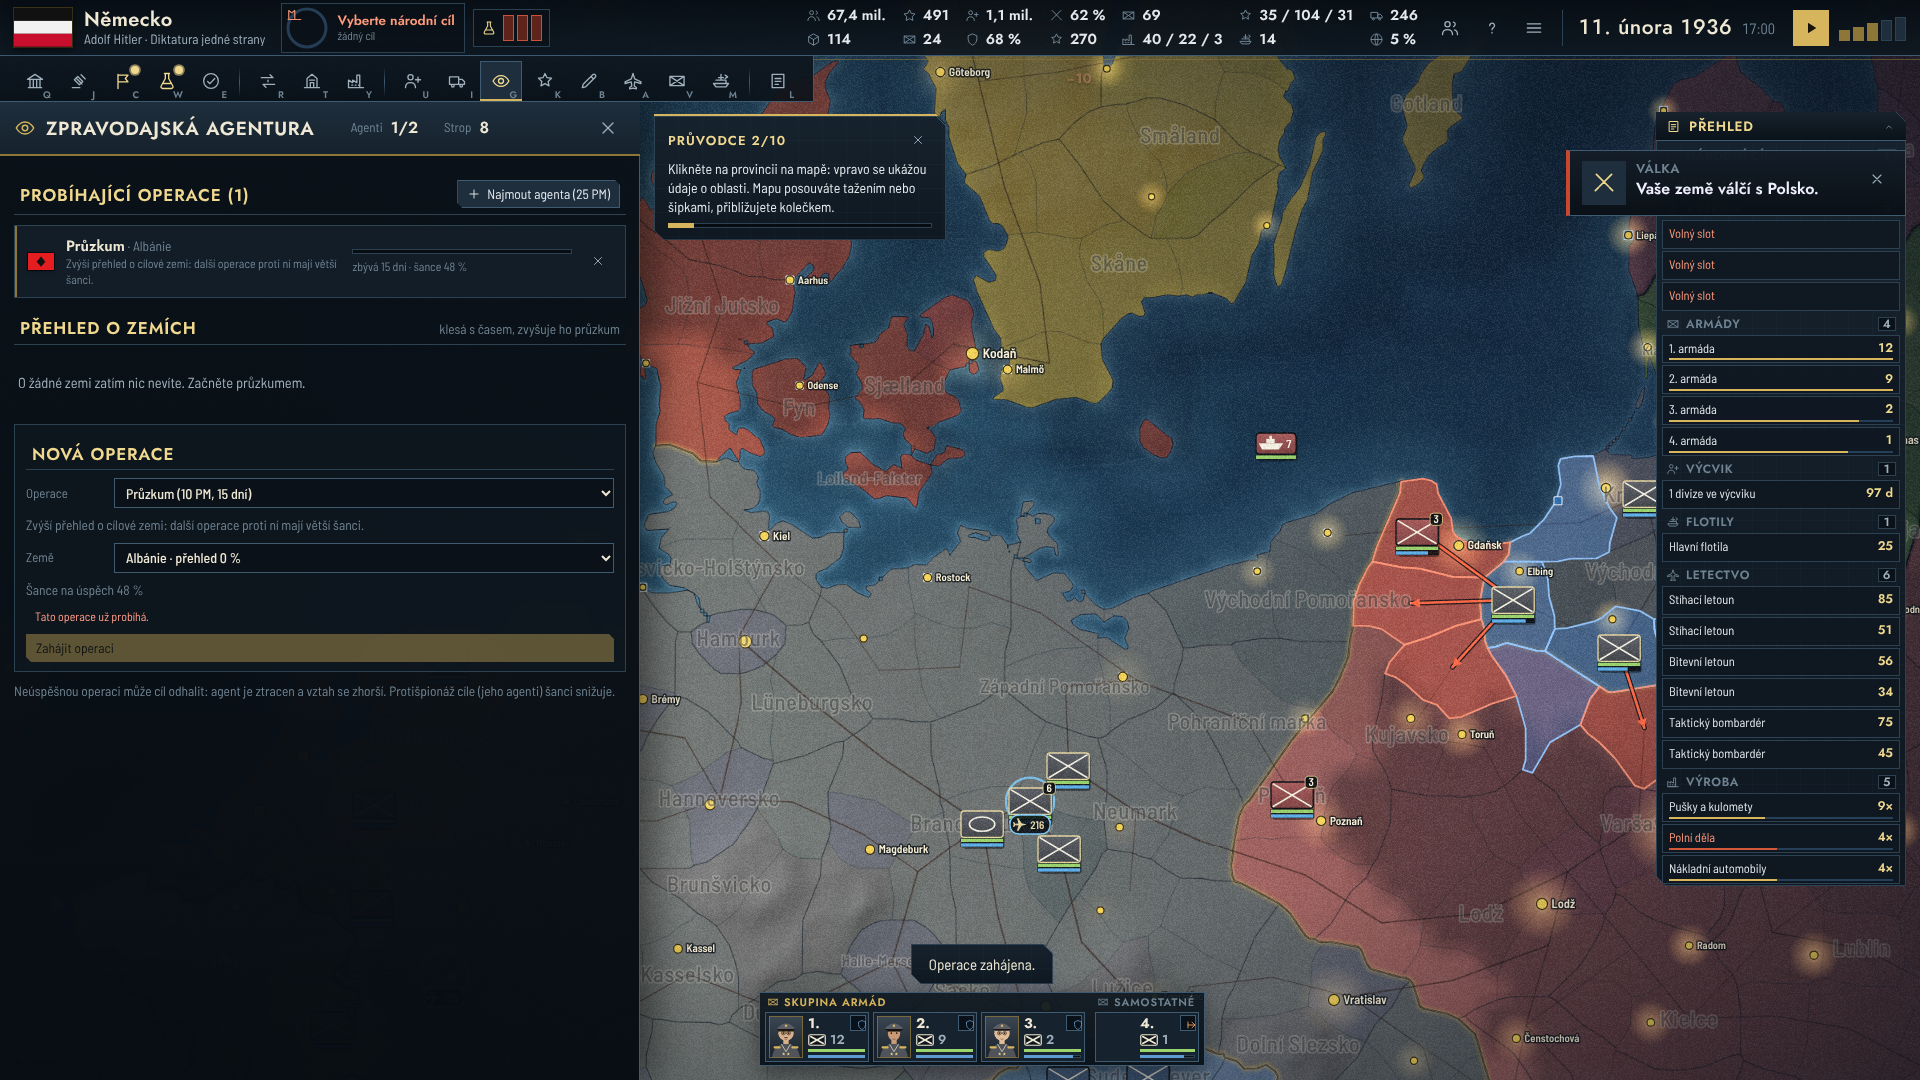 Německo
Adolf Hitler · Diktatura jedné strany
Vyberte národní cíl
žádný cíl
67,4 mil.
491
1,1 mil.
62 %
69
35 / 104 / 31
246
114
24
68 %
270
40 / 22 / 3
14
5 %
?
11. února 1936
17:00
Q
J
C
W
E
R
T
Y
U
I
G
K
B
A
V
M
L
ZPRAVODAJSKÁ AGENTURA
Agenti 1/2
Strop 8
PROBÍHAJÍCÍ OPERACE (1)
Najmout agenta (25 PM)
Průzkum · Albánie
Zvýší přehled o cílové zemi: další operace proti ní mají větší
šanci.
zbývá 15 dní · šance 48 %
PŘEHLED O ZEMÍCH
klesá s časem, zvyšuje ho průzkum
O žádné zemi zatím nic nevíte. Začněte průzkumem.
NOVÁ OPERACE
Operace
Průzkum (10 PM, 15 dní)
Zvýší přehled o cílové zemi: další operace proti ní mají větší šanci.
Země
Albánie · přehled 0 %
Šance na úspěch 48 %
Tato operace už probíhá.
Zahájit operaci
Neúspěšnou operaci může cíl odhalit: agent je ztracen a vztah se zhorší. Protišpionáž cíle (jeho agenti) šanci snižuje.
PRŮVODCE 2/10
Klikněte na provincii na mapě: vpravo se ukážou
údaje o oblasti. Mapu posouváte tažením nebo
šipkami, přibližujete kolečkem.
PŘEHLED
VÁLKA
Vaše země válčí s Polsko.
Volný slot
Volný slot
Volný slot
ARMÁDY 4
1. armáda 12
2. armáda 9
3. armáda 2
4. armáda 1
VÝCVIK 1
1 divize ve výcviku 97 d
FLOTILY 1
Hlavní flotila 25
LETECTVO 6
Stíhací letoun 85
Stíhací letoun 51
Bitevní letoun 56
Bitevní letoun 34
Taktický bombardér 75
Taktický bombardér 45
VÝROBA 5
Pušky a kulomety 9×
Polní děla 4×
Nákladní automobily 4×
Göteborg
-10
Gotland
Småland
Skåne
Aarhus
Jižní Jutsko
Kodaň
Malmö
Odense
Sjælland
Fyn
Lolland-Falster
7
Kiel
Rostock
3
Gdaňsk
Elbing
Východní Pomořansko
Hamburk
Západní Pomořansko
Pohraniční marka
Kujavsko
Toruň
Brémy
Lüneburgsko
Hannoversko
6
216
Neumark
Magdeburk
3
Poznaň
Brunšvicko
Lodž
Lodž
Radom
Lublin
Kassel
Kasselsko
Vratislav
Kielce
Čenstochová
Dolní Slezsko
Lužice
Operace zahájena.
SKUPINA ARMÁD
SAMOSTATNÉ
1.
12
2.
9
3.
2
4.
1